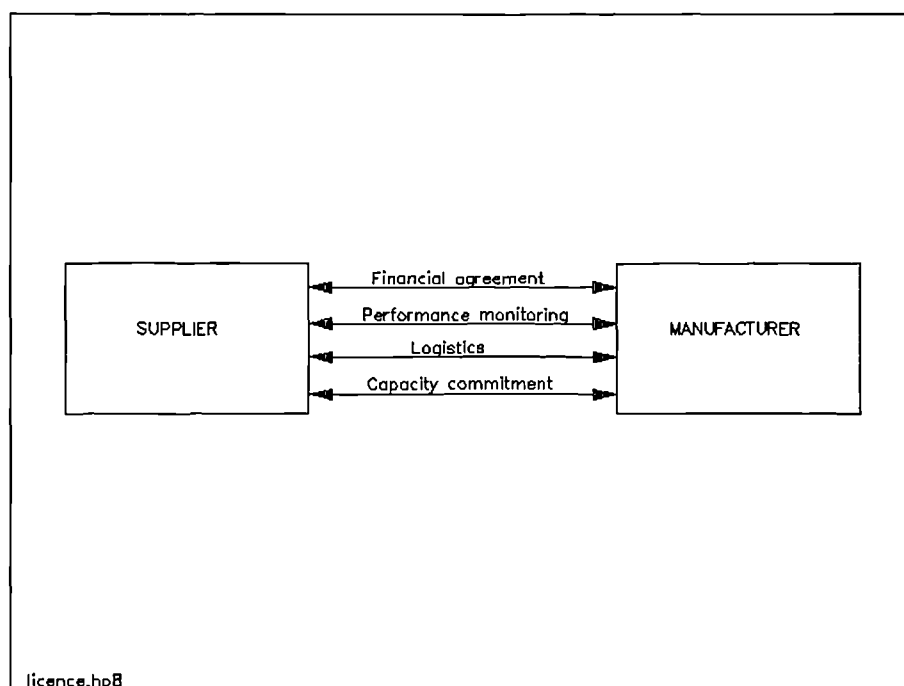 Financial agreement
SUPPLIER
Performance monitoring
MANUFACTURER
Logistics
Capacity commitment
licence.hp8